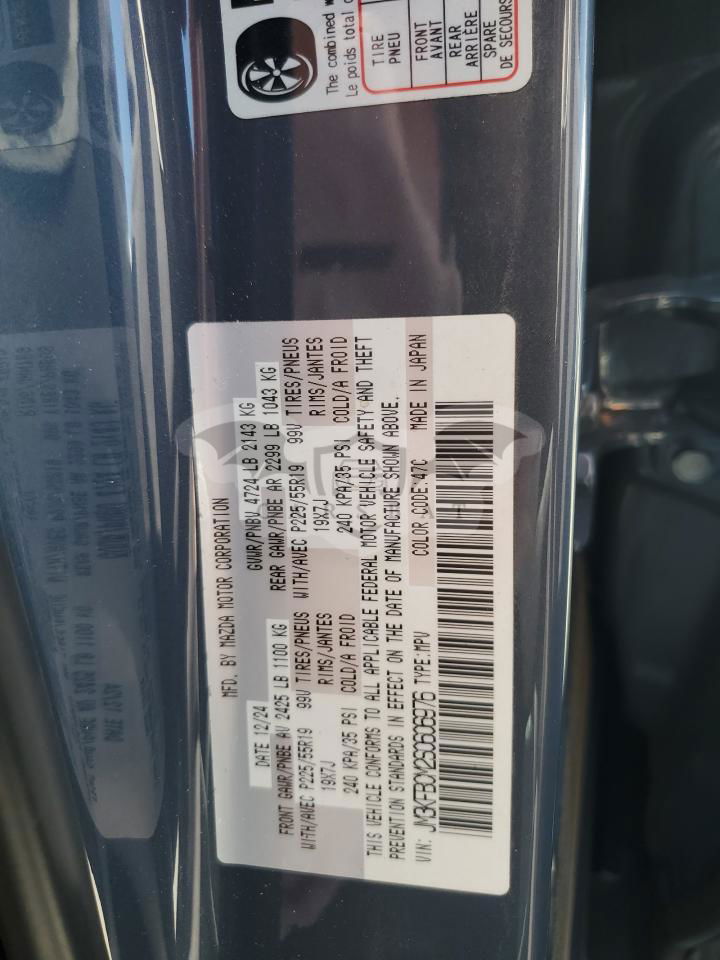 The combined w
Le poids total c
TIRE
PNEU
FRONT
AVANT
REAR
ARRIÈRE
SPARE
DE SECOURS
MFD. BY MAZDA MOTOR CORPORATION
DATE 12/24 GVWR/PNBV 4724 LB 2143 KG
FRONT GAWR/PNBE AV 2425 LB 1100 KG REAR GAWR/PNBE AR 2299 LB 1043 KG
WITH/AVEC P225/55R19 99V TIRES/PNEUS WITH/AVEC P225/55R19 99V TIRES/PNEUS
19X7J RIMS/JANTES 19X7J RIMS/JANTES
240 KPA/35 PSI COLD/A FROID 240 KPA/35 PSI COLD/A FROID
THIS VEHICLE CONFORMS TO ALL APPLICABLE FEDERAL MOTOR VEHICLE SAFETY AND THEFT
PREVENTION STANDARDS IN EFFECT ON THE DATE OF MANUFACTURE SHOWN ABOVE.
VIN: JM3KFBCM2S0606976 TYPE:MPV COLOR CODE:47C MADE IN JAPAN